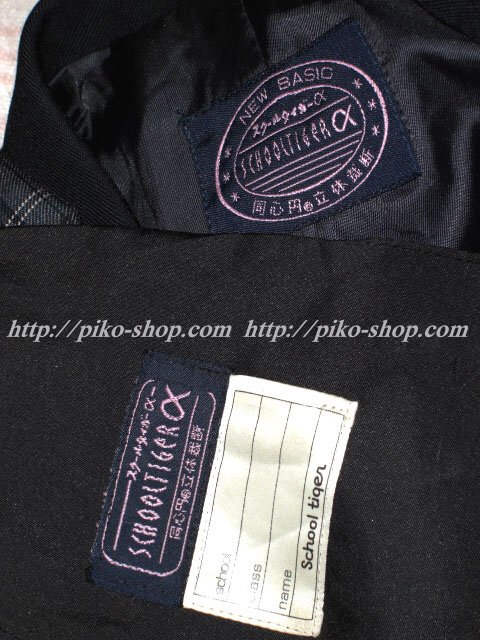 NEW BASIC
スクールタイガーα
SCHOOLTIGER α
同心円の立体裁断
http://piko-shop.com http://piko-shop.com
スクールタイガーα
SCHOOLTIGER α
同心円の立体裁断
school
class
name
School tiger